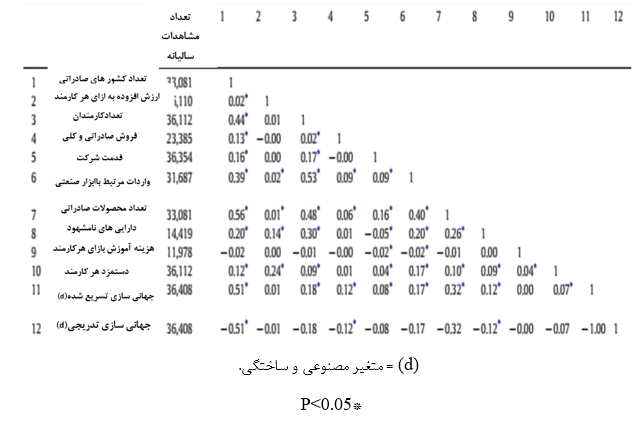 تعداد مشاهدات سالیانه 1 2 3 4 5 6 7 8 9 10 11 12
1 تعداد کشور های صادراتی 33,081 1
2 ارزش افزوده به ازای هر کارمند ,110 0.02* 1
3 تعدادکارمندان 36,112 0.44* 0.01 1
4 فروش صادراتی و کلی 23,385 0.13* −0.00 0.02* 1
5 قدمت شرکت 36,354 0.16* 0.00 0.17* −0.00 1
6 واردات مرتبط باابزار صنعتی 31,687 0.39* 0.02* 0.53* 0.09* 0.09* 1
7 تعداد محصولات صادراتی 33,081 0.56* 0.01* 0.48* 0.06* 0.16* 0.40* 1
8 دارایی های نامشهود 14,419 0.20* 0.14* 0.30* 0.01 −0.05* 0.20* 0.26* 1
9 هزینه آموزش بازای هرکارمند 11,978 −0.02 0.00 −0.01 −0.00 −0.02* −0.02* −0.01 0.00 1
10 دستمزد هر کارمند 36,112 0.12* 0.24* 0.09* 0.01 0.04* 0.17* 0.10* 0.09* 0.04* 1
11 جهانی سازی تسریع شده(d) 36,408 0.51* 0.01 0.18* 0.12* 0.08* 0.17* 0.32* 0.12* 0.00 0.07* 1
12 جهانی سازی تدریجی(d) 36,408 −0.51* −0.01 −0.18 −0.12* −0.08 −0.17 −0.32 −0.12* −0.00 −0.07 −1.00 1
(d) = متغیر مصنوعی و ساختگی.
P<0.05*